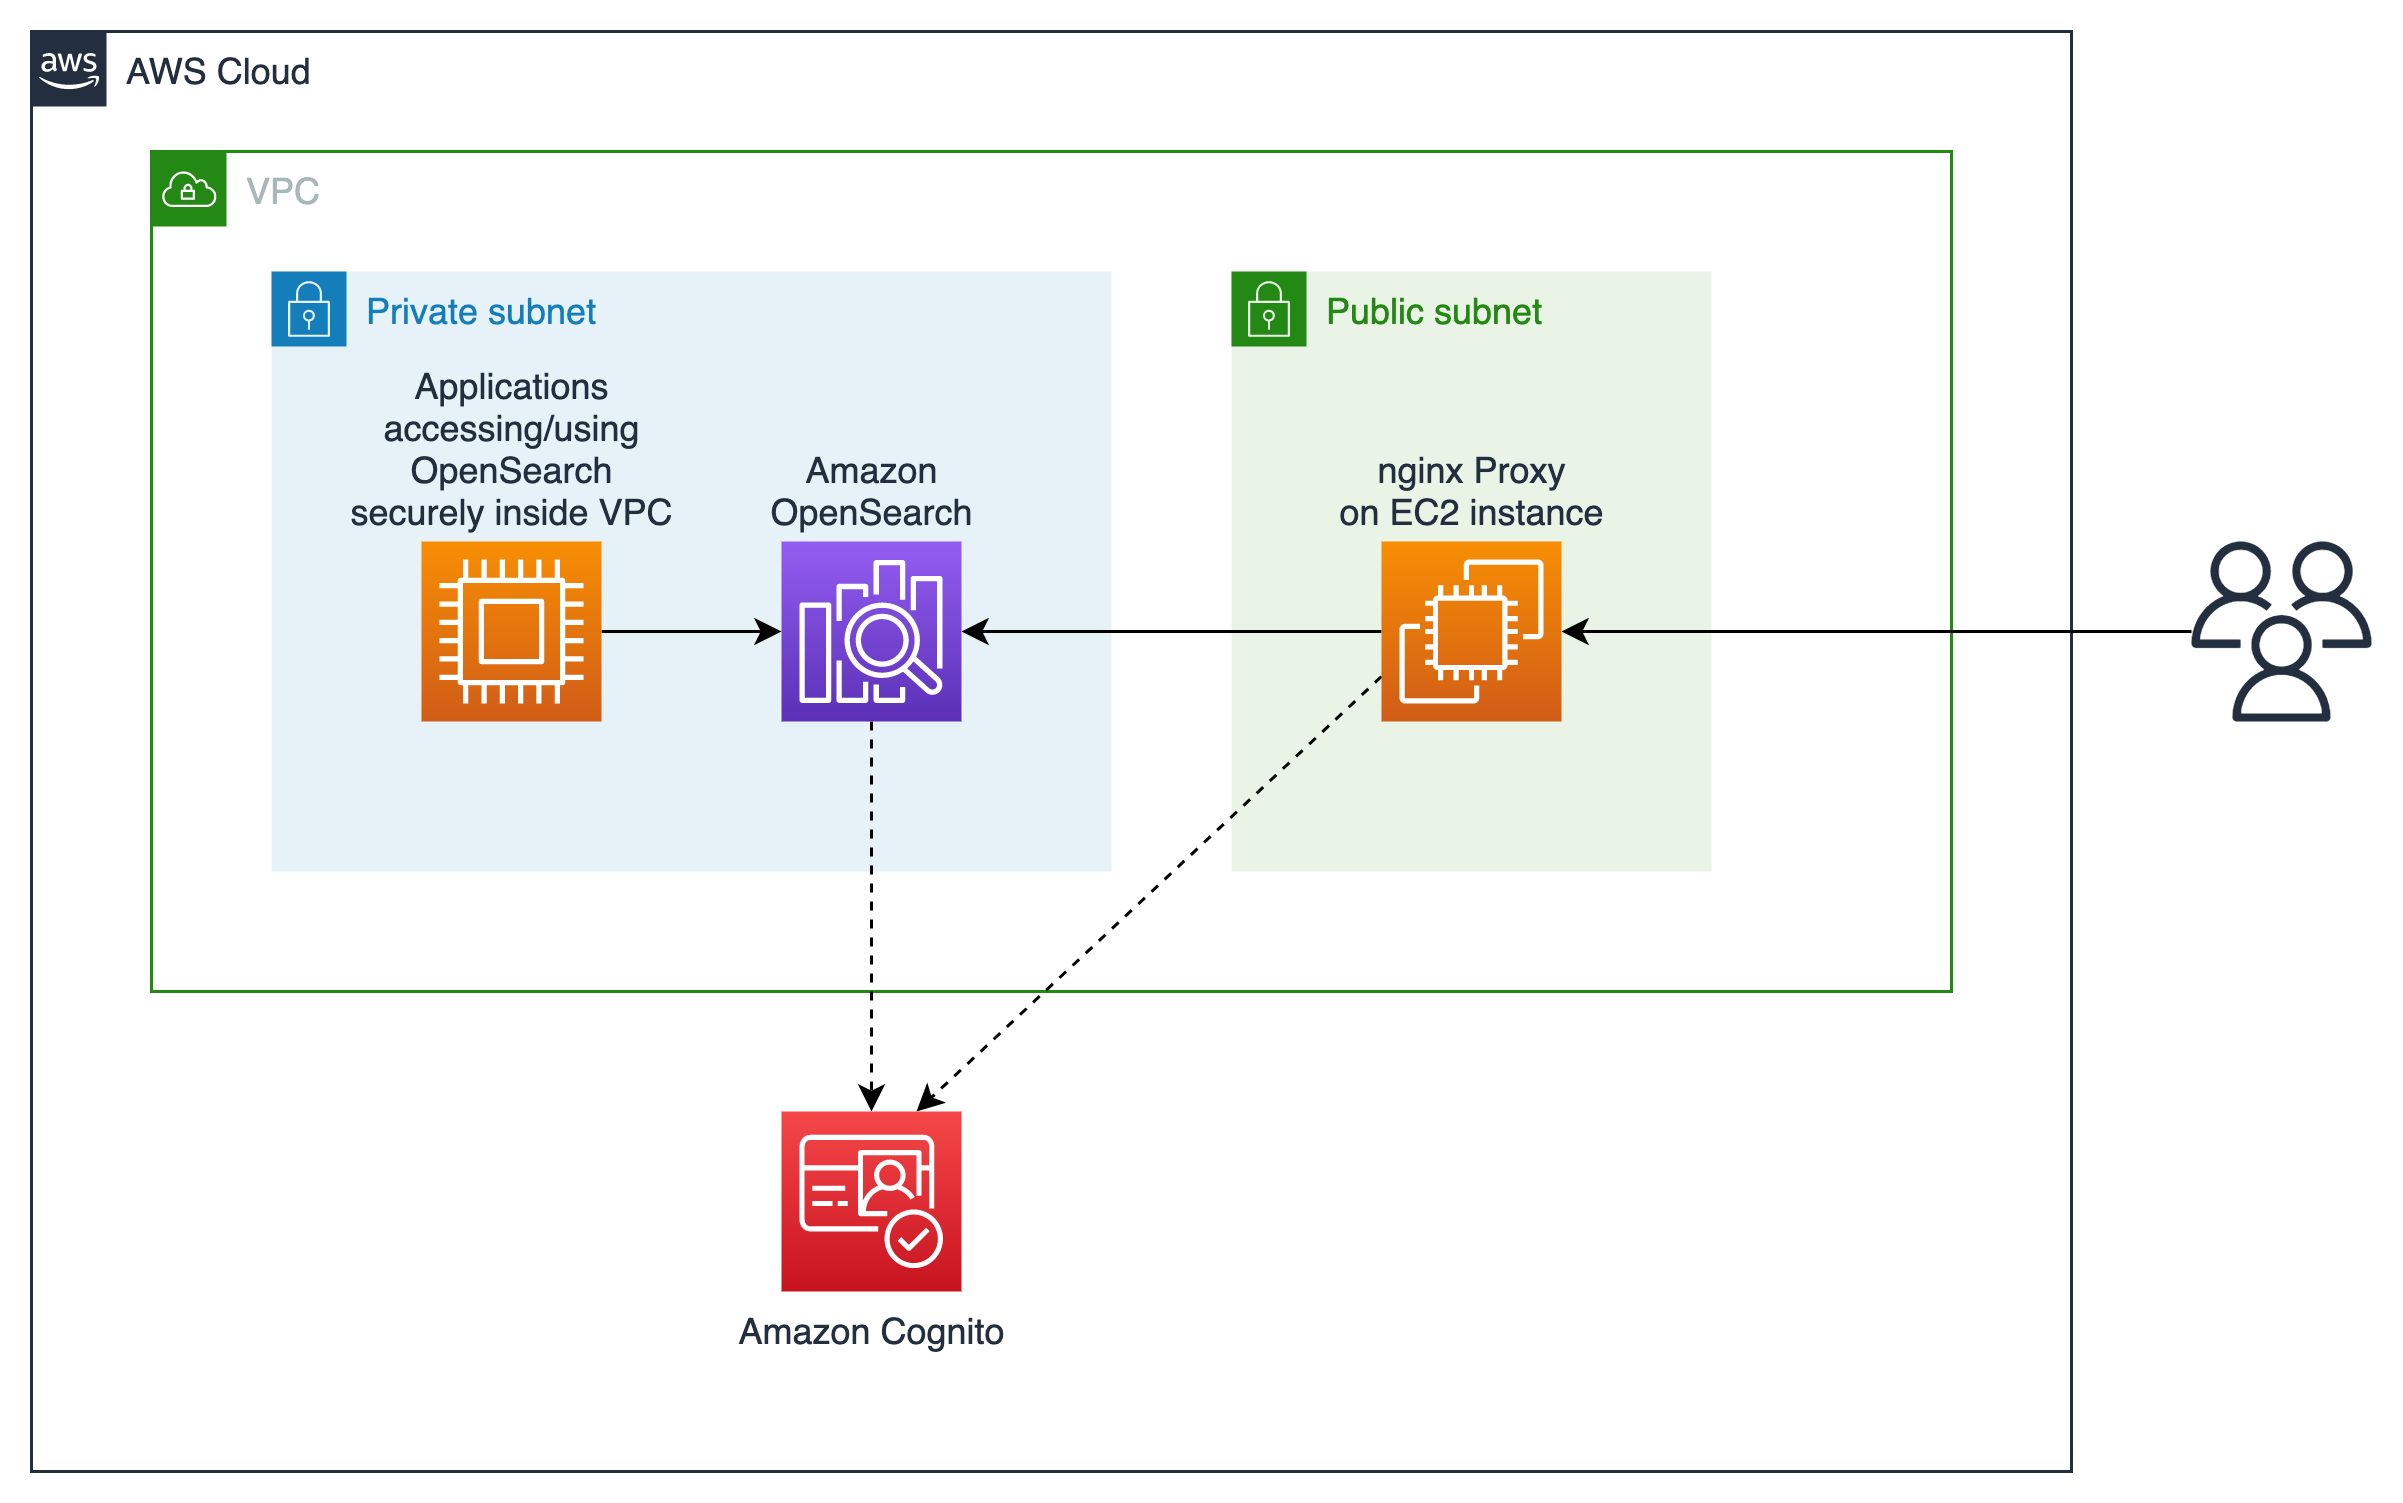 aws
AWS Cloud
VPC
Private subnet
Public subnet
Applications
accessing/using
OpenSearch
securely inside VPC
Amazon
OpenSearch
nginx Proxy
on EC2 instance
Amazon Cognito